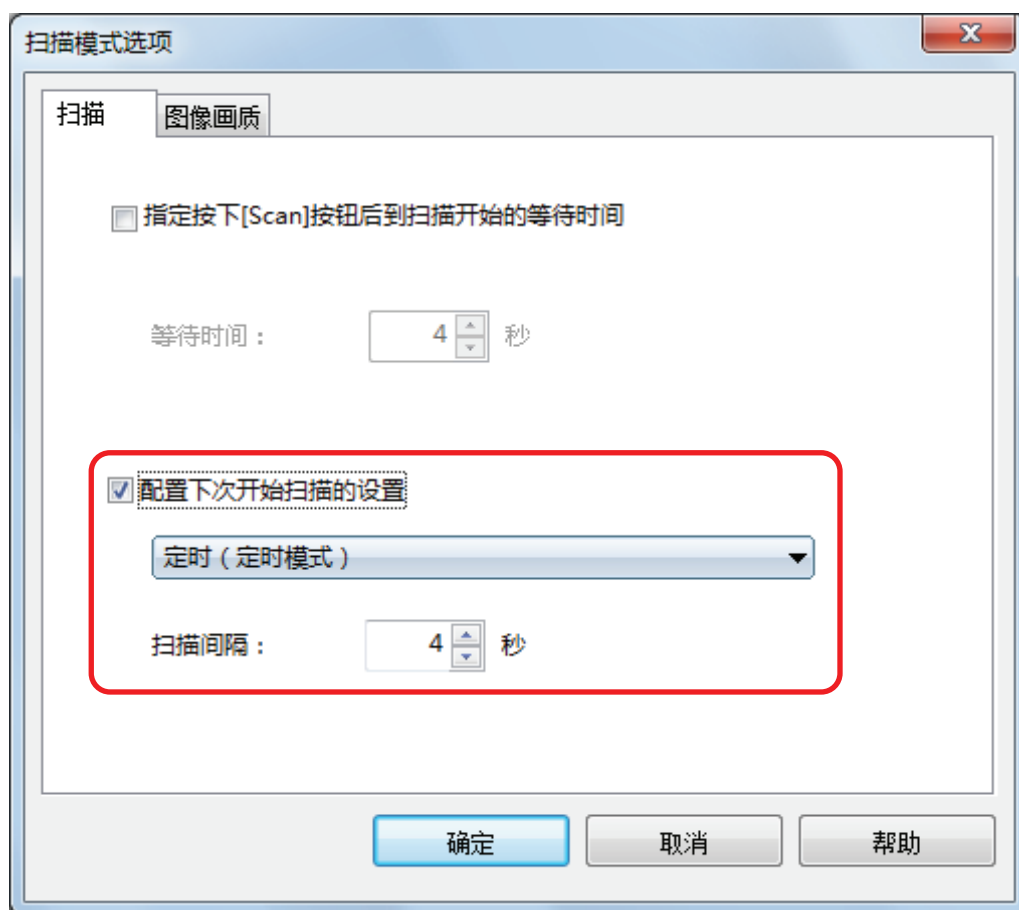 扫描模式选项
扫描
图像画质
指定按下[Scan]按钮后到扫描开始的等待时间
等待时间： 4 秒
配置下次开始扫描的设置
定时（定时模式）
扫描间隔： 4 秒
确定 取消 帮助